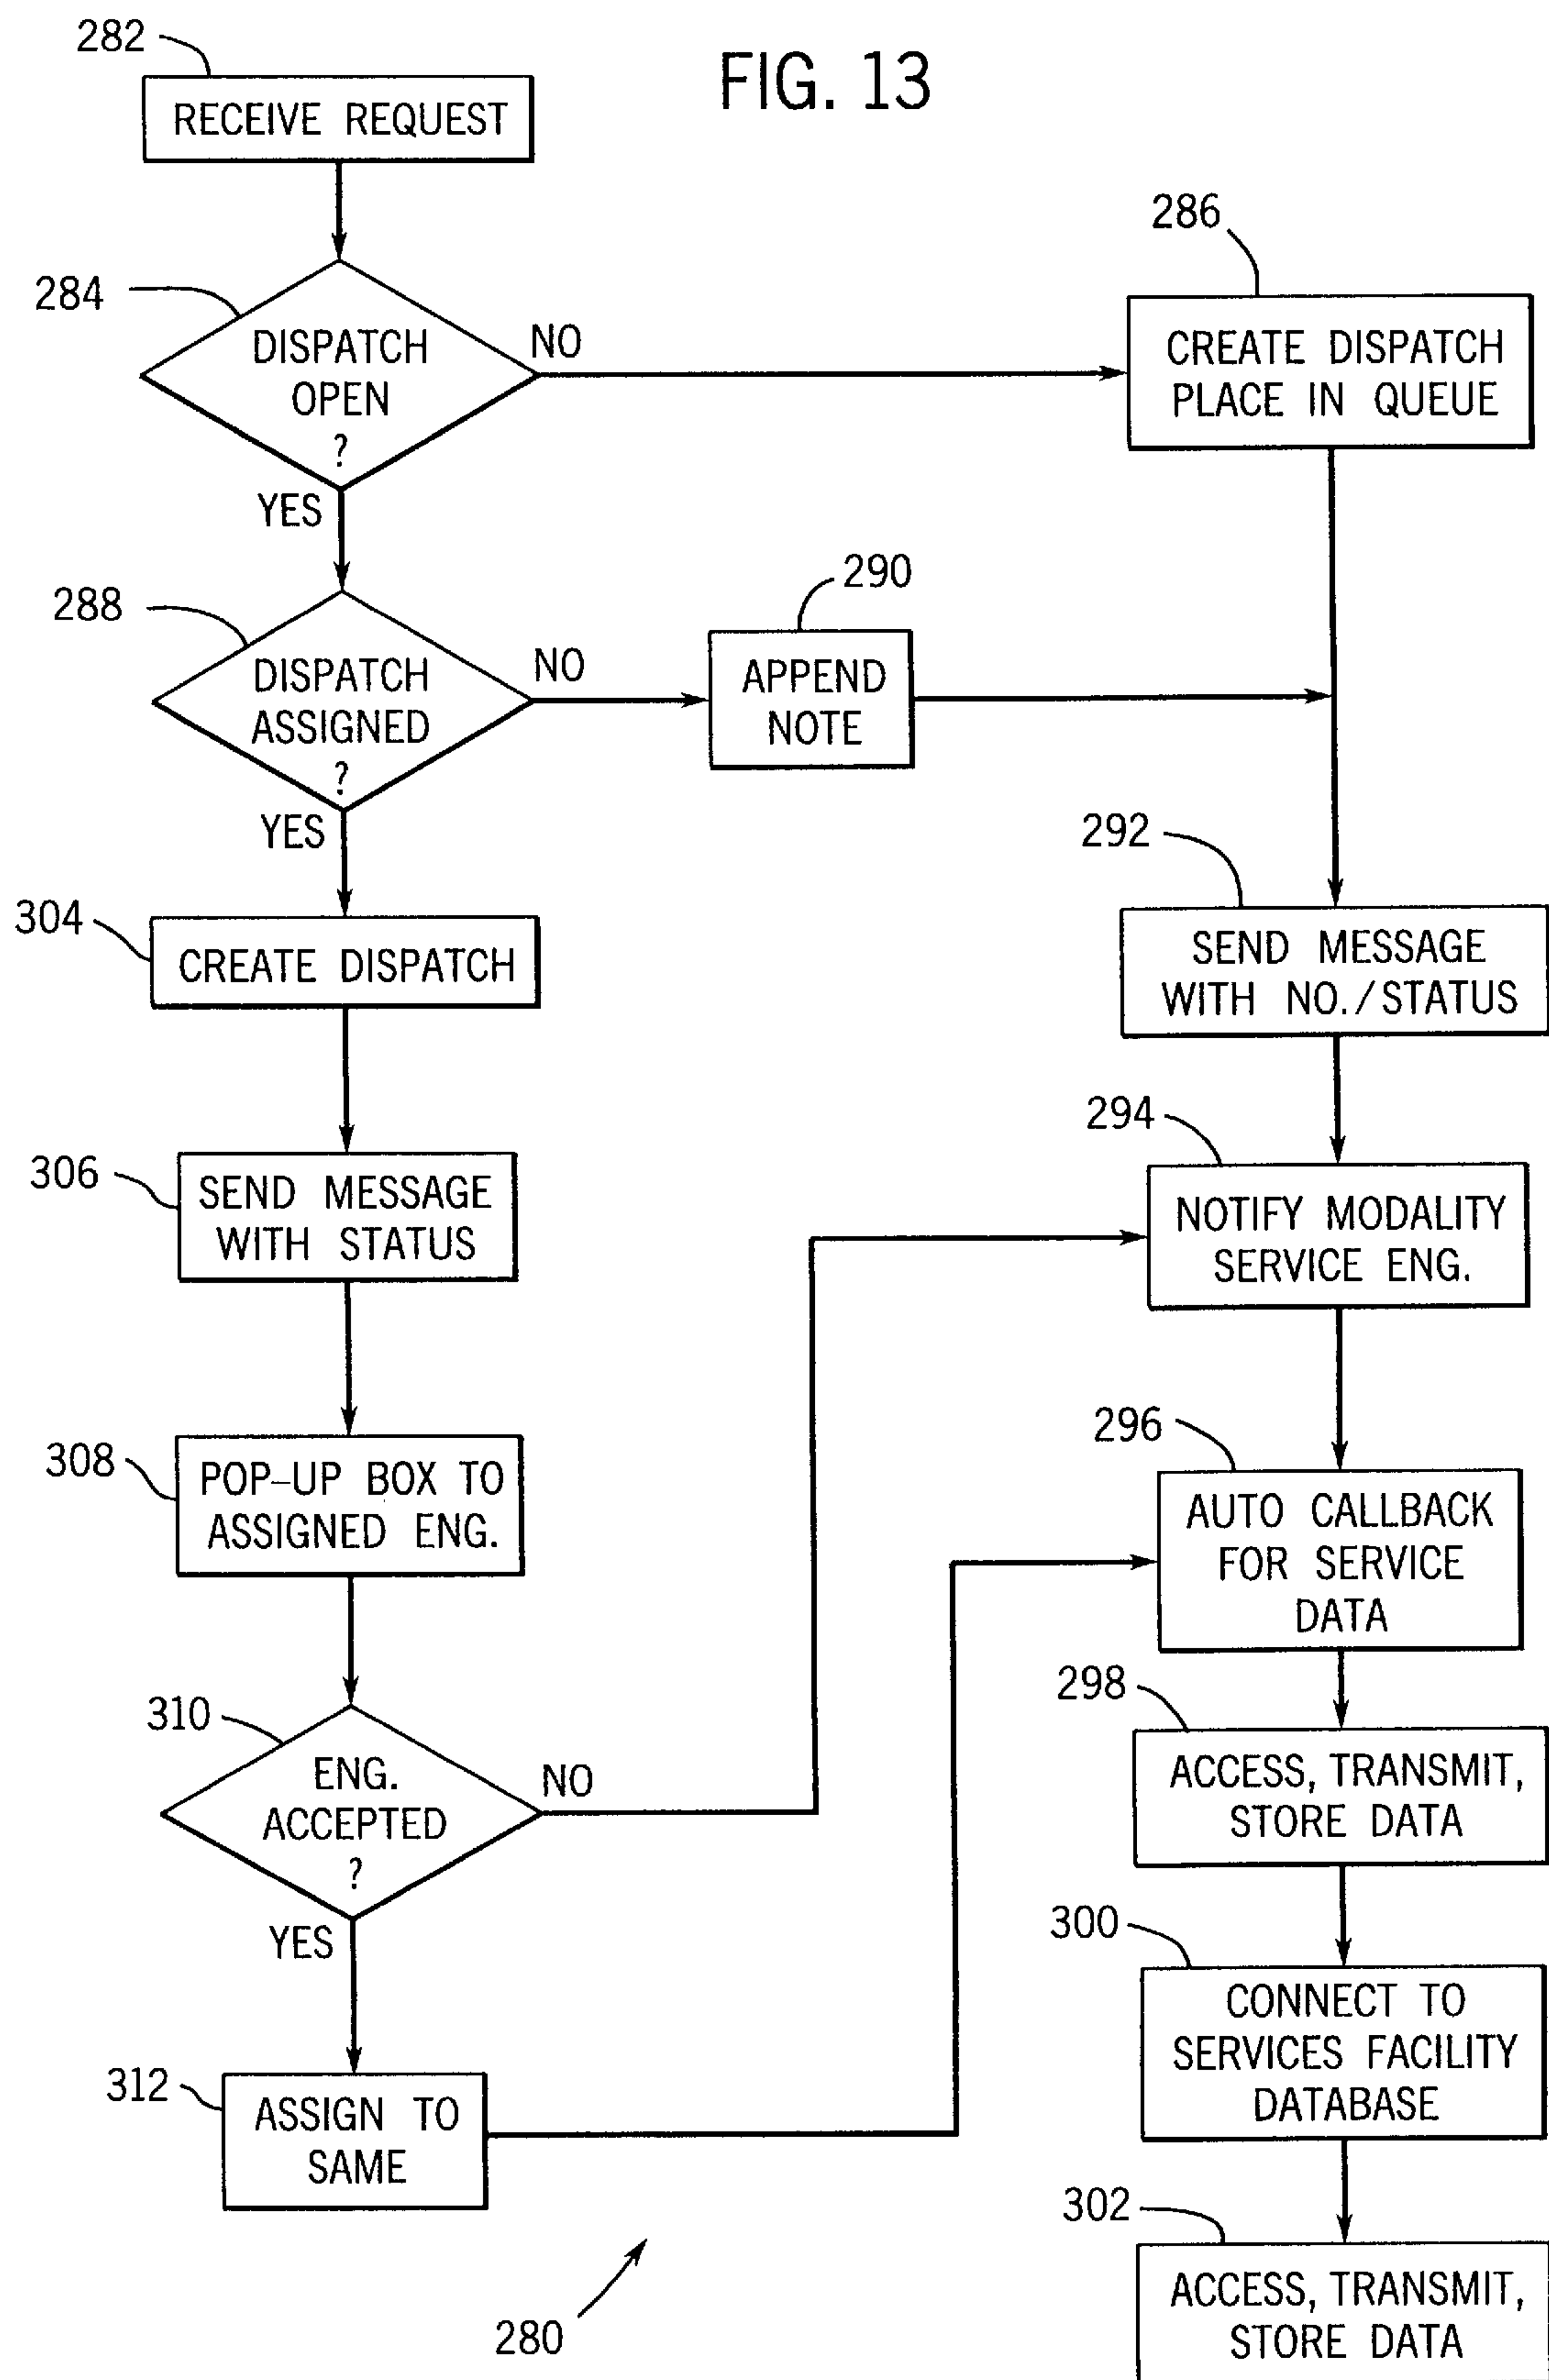 FIG. 13
282
RECEIVE REQUEST
284
DISPATCH
OPEN
?
NO
YES
286
CREATE DISPATCH
PLACE IN QUEUE
288
DISPATCH
ASSIGNED
?
NO
YES
290
APPEND
NOTE
292
SEND MESSAGE
WITH NO./STATUS
304
CREATE DISPATCH
294
NOTIFY MODALITY
SERVICE ENG.
306
SEND MESSAGE
WITH STATUS
296
AUTO CALLBACK
FOR SERVICE
DATA
308
POP-UP BOX TO
ASSIGNED ENG.
298
ACCESS, TRANSMIT,
STORE DATA
310
ENG.
ACCEPTED
?
NO
YES
300
CONNECT TO
SERVICES FACILITY
DATABASE
312
ASSIGN TO
SAME
302
ACCESS, TRANSMIT,
STORE DATA
280